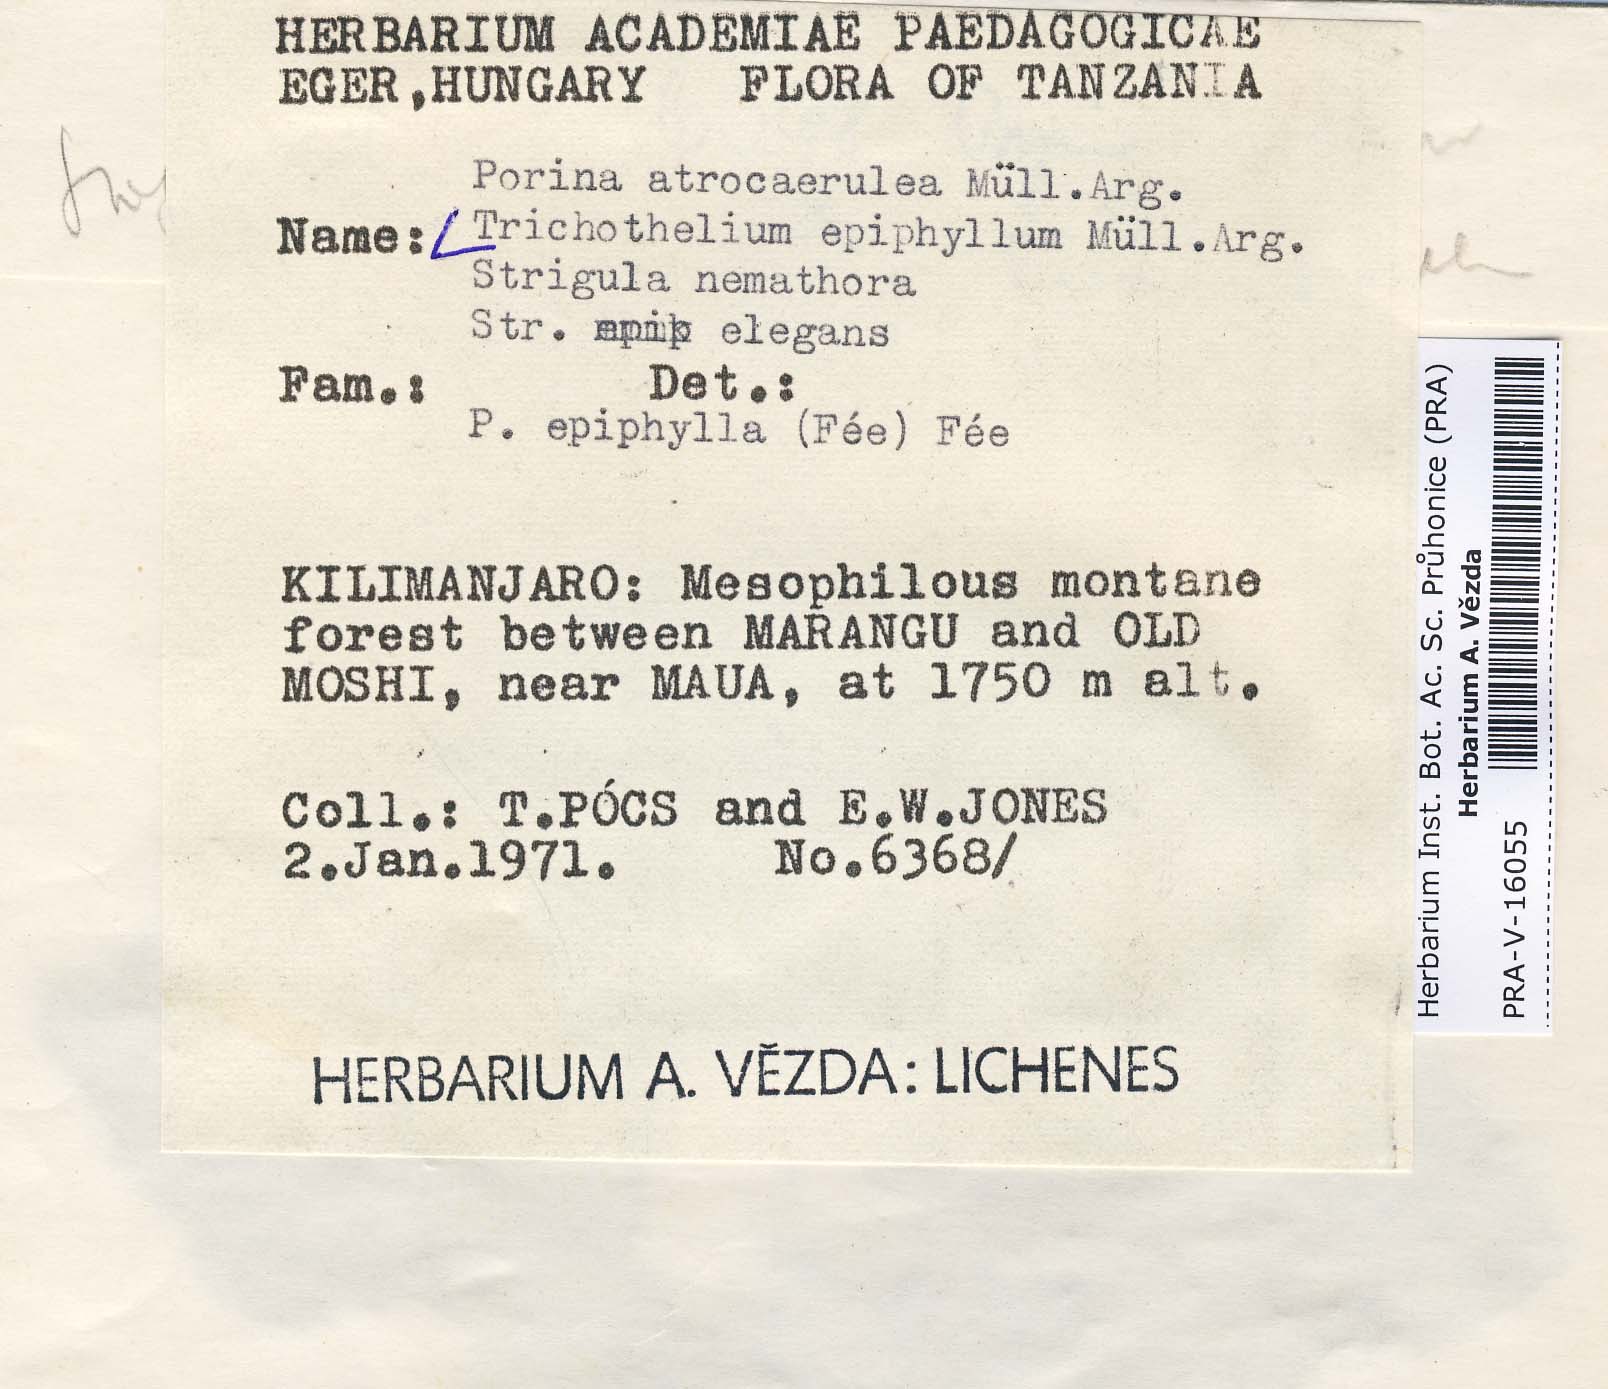 HERBARIUM ACADEMIAE PAEDAGOGICAE
EGER,HUNGARY FLORA OF TANZANIA
Porina atrocaerulea Müll.Arg.
Name: Trichothelium epiphyllum Müll.Arg.
Strigula nemathora
Str. elegans
Fam.: Det.:
P. epiphylla (Fée) Fée
KILIMANJARO: Mesophilous montane
forest between MARANGU and OLD
MOSHI, near MAUA, at 1750 m alt.
Coll.: T.PÓCS and E.W.JONES
2.Jan.1971. No.6368/
HERBARIUM A. VĚZDA: LICHENES
Herbarium Inst. Bot. Ac. Sc. Průhonice (PRA)
Herbarium A. Vězda
PRA-V-16055